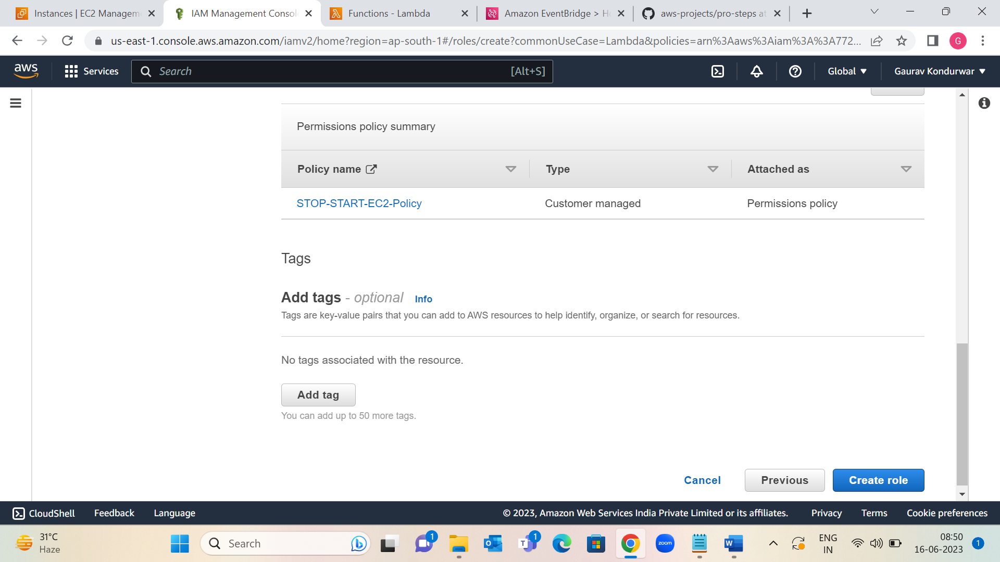 Instances | EC2 Managem
IAM Management Consol
Functions - Lambda
Amazon EventBridge > H
aws-projects/pro-steps at
us-east-1.console.aws.amazon.com/iamv2/home?region=ap-south-1#/roles/create?commonUseCase=Lambda&policies=arn%3Aaws%3Aiam%3A%3A772...
G
aws
Services
Search
[Alt+S]
Global
Gaurav Kondurwar
Permissions policy summary
Policy name
Type
Attached as
STOP-START-EC2-Policy
Customer managed
Permissions policy
Tags
Add tags - optional Info
Tags are key-value pairs that you can add to AWS resources to help identify, organize, or search for resources.
No tags associated with the resource.
Add tag
You can add up to 50 more tags.
Cancel
Previous
Create role
CloudShell
Feedback
Language
© 2023, Amazon Web Services India Private Limited or its affiliates.
Privacy
Terms
Cookie preferences
31°C
Haze
Search
1
1
zoom
ENG
IN
08:50
16-06-2023
1